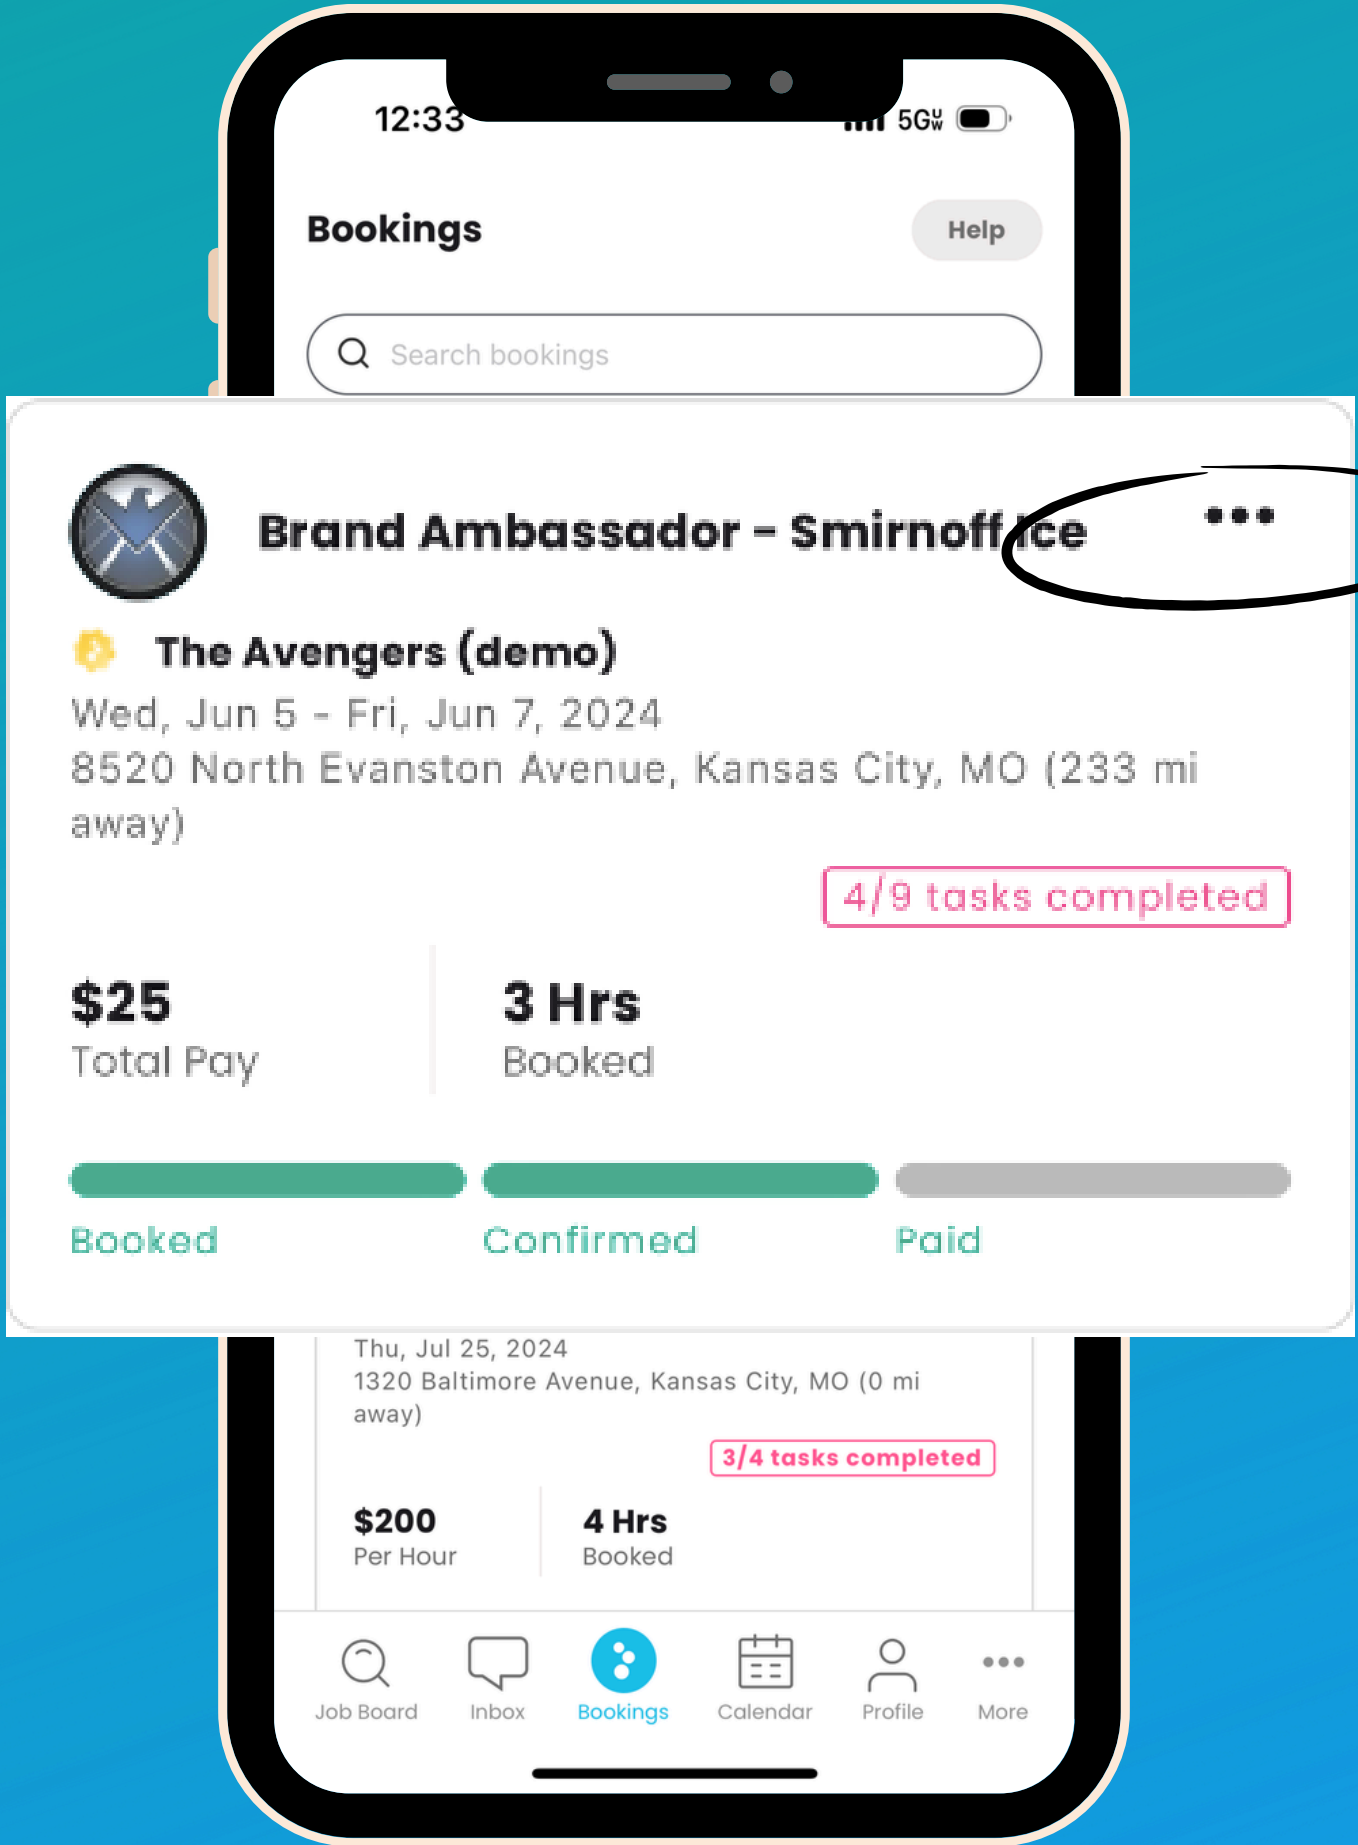 12:33 5GUW
Bookings Help
Search bookings
Brand Ambassador - Smirnoff Ice
The Avengers (demo)
Wed, Jun 5 - Fri, Jun 7, 2024
8520 North Evanston Avenue, Kansas City, MO (233 mi
away)
4/9 tasks completed
$25 3 Hrs
Total Pay Booked
Booked Confirmed Paid
Thu, Jul 25, 2024
1320 Baltimore Avenue, Kansas City, MO (0 mi
away)
3/4 tasks completed
$200 4 Hrs
Per Hour Booked
Job Board Inbox Bookings Calendar Profile More